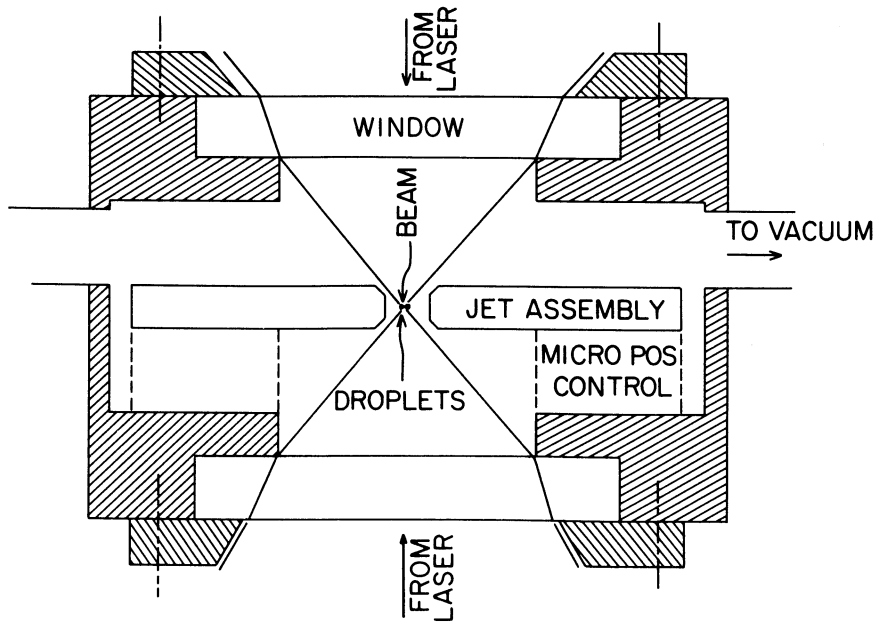 FROM
LASER
WINDOW
BEAM
TO VACUUM
JET ASSEMBLY
MICRO POS
CONTROL
DROPLETS
FROM
LASER